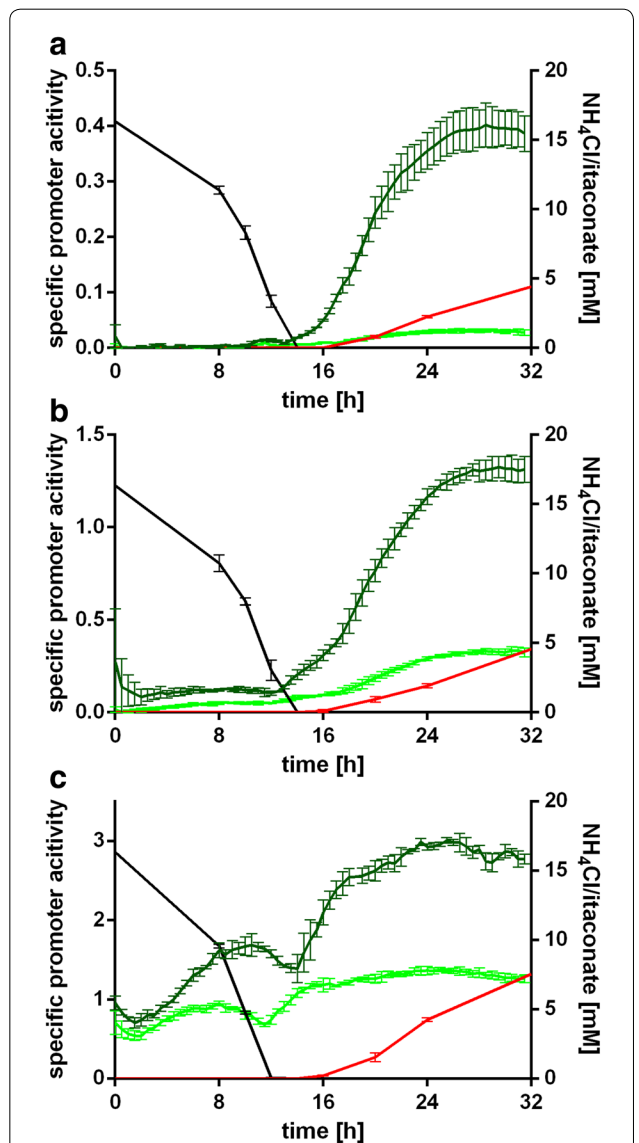 a
specific promoter acitivity
0.5
0.4
0.3
0.2
0.1
0.0
20
15
10
5
0
NH₄Cl/itaconate [mM]
0 8 16 24 32
time [h]
b
specific promoter acitivity
1.5
1.0
0.5
0.0
20
15
10
5
0
NH₄Cl/itaconate [mM]
0 8 16 24 32
time [h]
c
specific promoter acitivity
3
2
1
0
20
15
10
5
0
NH₄Cl/itaconate [mM]
0 8 16 24 32
time [h]